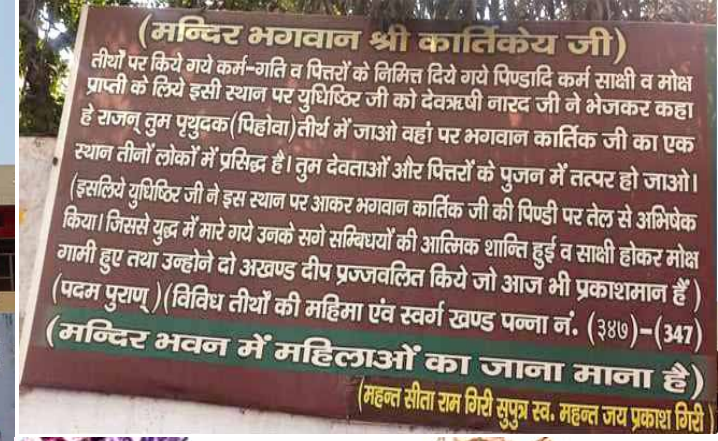 (मन्दिर भगवान श्री कार्तिकेय जी)
तीर्थों पर किये गये कर्म-गति व पित्तरों के निमित्त दिये गये पिण्डादि कर्म साक्षी व मोक्ष
प्राप्ती के लिये इसी स्थान पर युधिष्ठिर जी को देवऋषी नारद जी ने भेजकर कहा
हे राजन् तुम पृथुदक(पिहोवा)तीर्थ में जाओ वहां पर भगवान कार्तिक जी का एक
स्थान तीनों लोकों में प्रसिद्ध है। तुम देवताओं और पित्तरों के पुजन में तत्पर हो जाओ।
(इसलिये युधिष्ठिर जी ने इस स्थान पर आकर भगवान कार्तिक जी की पिण्डी पर तेल से अभिषेक
किया। जिससे युद्ध में मारे गये उनके सगे सम्बिधयों की आत्मिक शान्ति हुई व साक्षी होकर मोक्ष
गामी हुए तथा उन्होने दो अखण्ड दीप प्रज्जवलित किये जो आज भी प्रकाशमान हैं)
(पदम पुराण्)(विविध तीर्थों की महिमा एंव स्वर्ग खण्ड पन्ना नं. (३४७)-(347)
(मन्दिर भवन में महिलाओं का जाना माना है)
(महन्त सीता राम गिरी सुपुत्र स्व. महन्त जय प्रकाश गिरी)